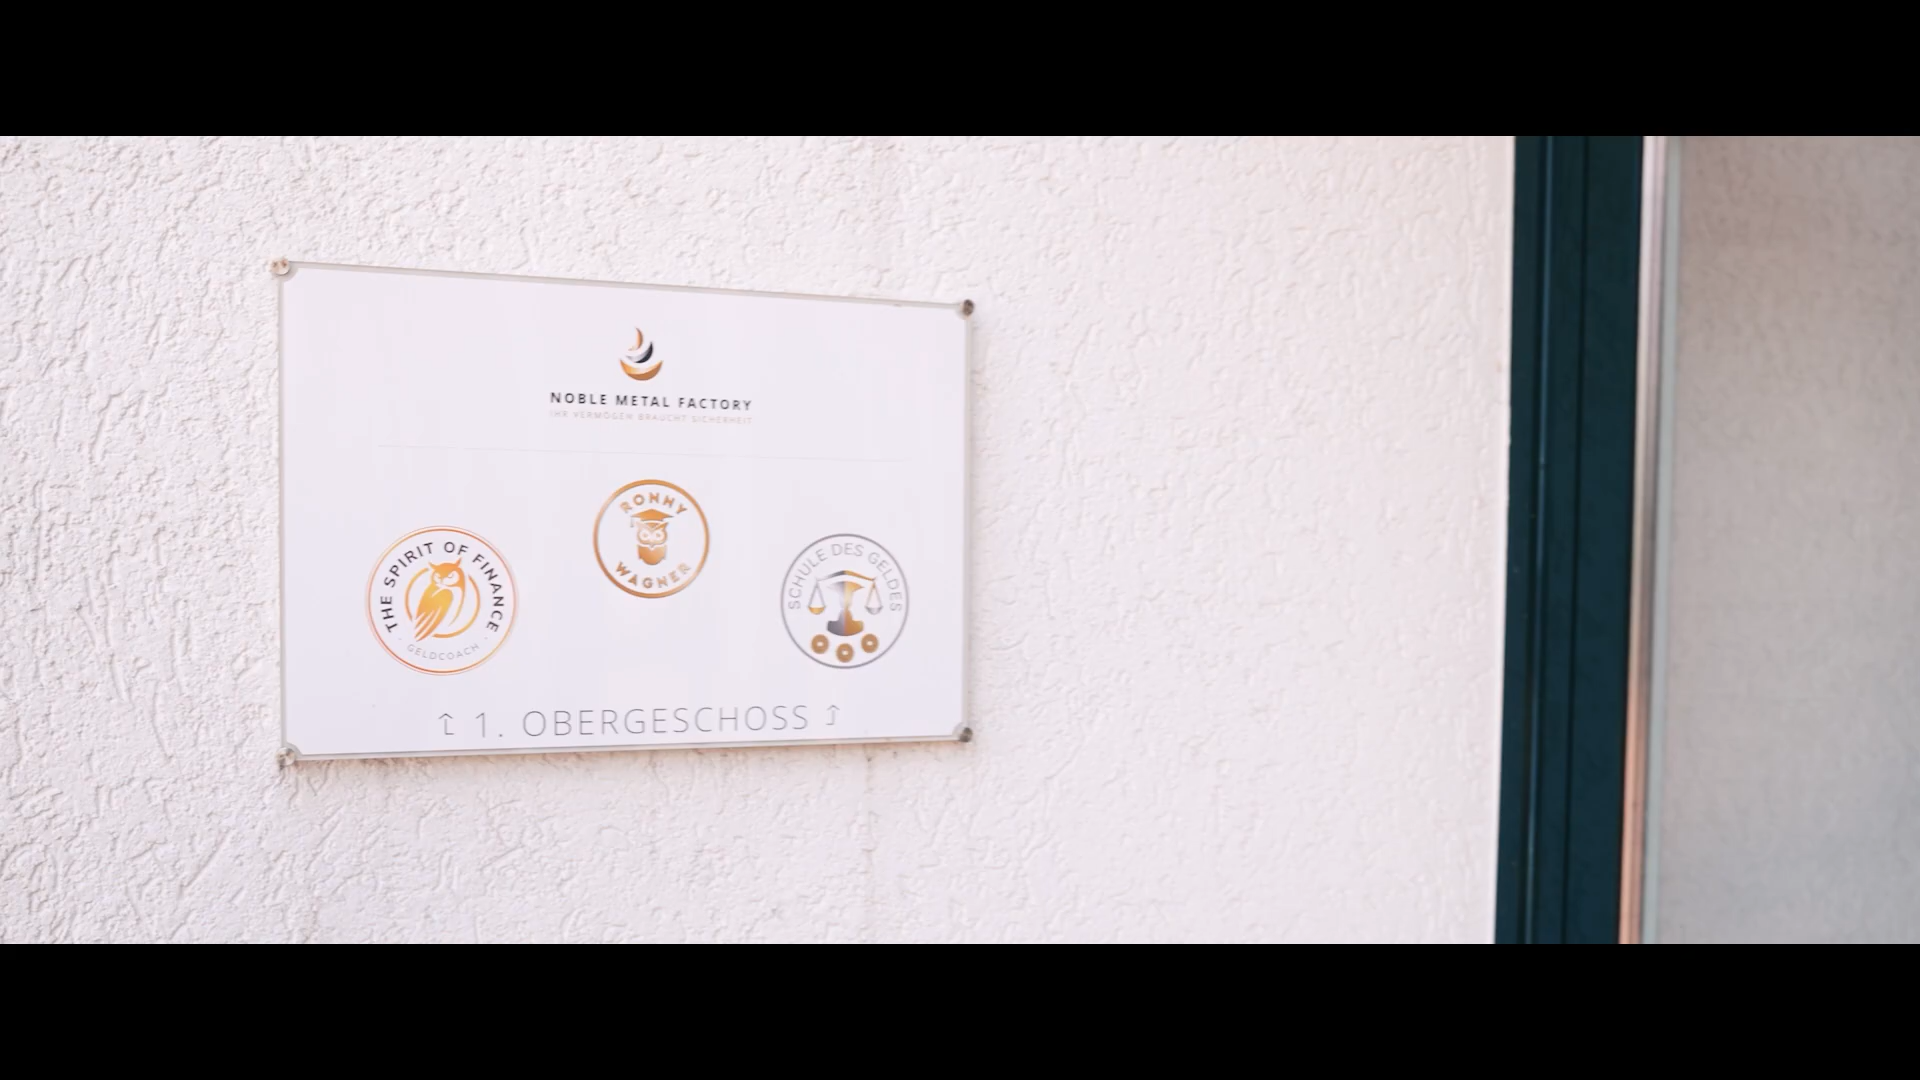 NOBLE METAL FACTORY
IHR VERMÖGEN BRAUCHT SICHERHEIT
RONNY
WAGNER
THE SPIRIT OF FINANCE
GELDCOACH
SCHULE DES GELDES
⮤ 1. OBERGESCHOSS ⮥